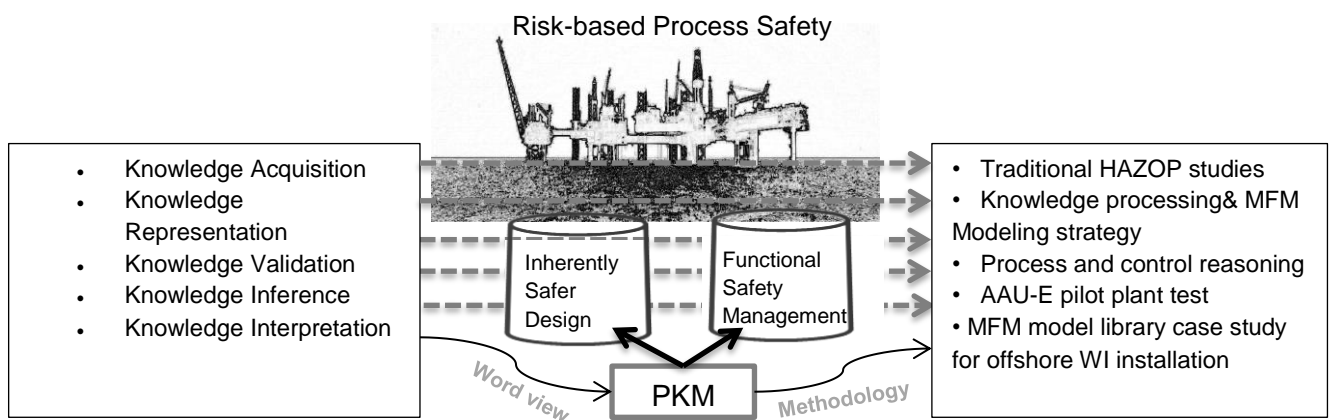 Risk-based Process Safety
• Knowledge Acquisition
• Knowledge
Representation
• Knowledge Validation
• Knowledge Inference
• Knowledge Interpretation
Inherently
Safer
Design
Functional
Safety
Management
• Traditional HAZOP studies
• Knowledge processing& MFM
Modeling strategy
• Process and control reasoning
• AAU-E pilot plant test
• MFM model library case study
for offshore WI installation
Word view
PKM
Methodology